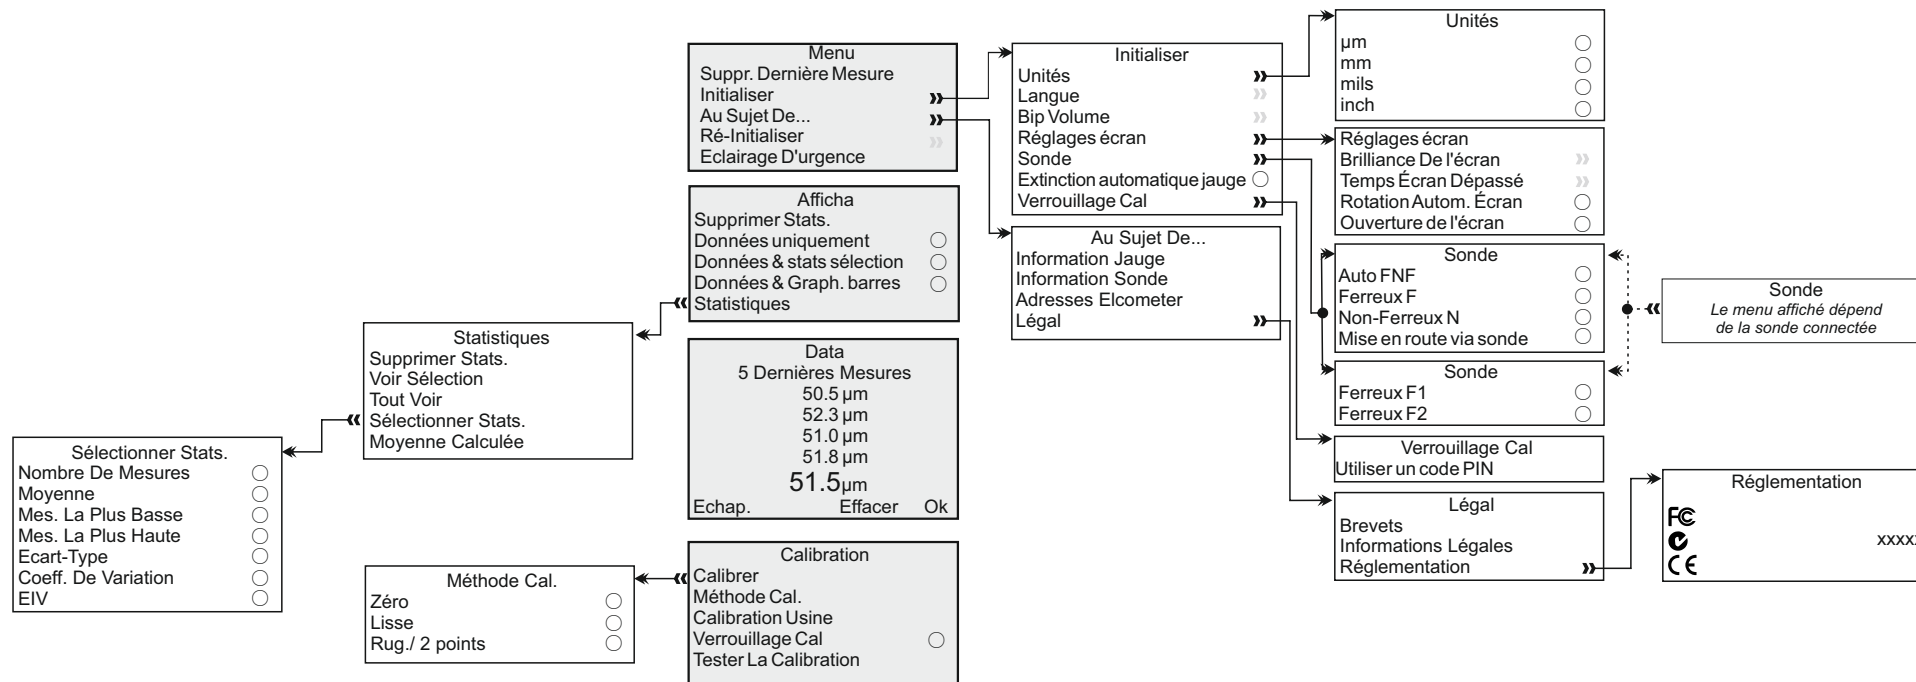 Menu
Suppr. Dernière Mesure
Initialiser
Au Sujet De...
Ré-Initialiser
Eclairage D'urgence
Afficha
Supprimer Stats.
Données uniquement
Données & stats sélection
Données & Graph. barres
Statistiques
Statistiques
Supprimer Stats.
Voir Sélection
Tout Voir
Sélectionner Stats.
Moyenne Calculée
Sélectionner Stats.
Nombre De Mesures
Moyenne
Mes. La Plus Basse
Mes. La Plus Haute
Ecart-Type
Coeff. De Variation
EIV
Data
5 Dernières Mesures
50.5 µm
52.3 µm
51.0 µm
51.8 µm
51.5µm
Echap. Effacer Ok
Calibration
Calibrer
Méthode Cal.
Calibration Usine
Verrouillage Cal
Tester La Calibration
Méthode Cal.
Zéro
Lisse
Rug./ 2 points
Initialiser
Unités
Langue
Bip Volume
Réglages écran
Sonde
Extinction automatique jauge
Verrouillage Cal
Au Sujet De...
Information Jauge
Information Sonde
Adresses Elcometer
Légal
Unités
µm
mm
mils
inch
Réglages écran
Brilliance De l'écran
Temps Écran Dépassé
Rotation Autom. Écran
Ouverture de l'écran
Sonde
Auto FNF
Ferreux F
Non-Ferreux N
Mise en route via sonde
Sonde
Ferreux F1
Ferreux F2
Sonde
Le menu affiché dépend
de la sonde connectée
Verrouillage Cal
Utiliser un code PIN
Légal
Brevets
Informations Légales
Réglementation
Réglementation
FC
xxxx
CE